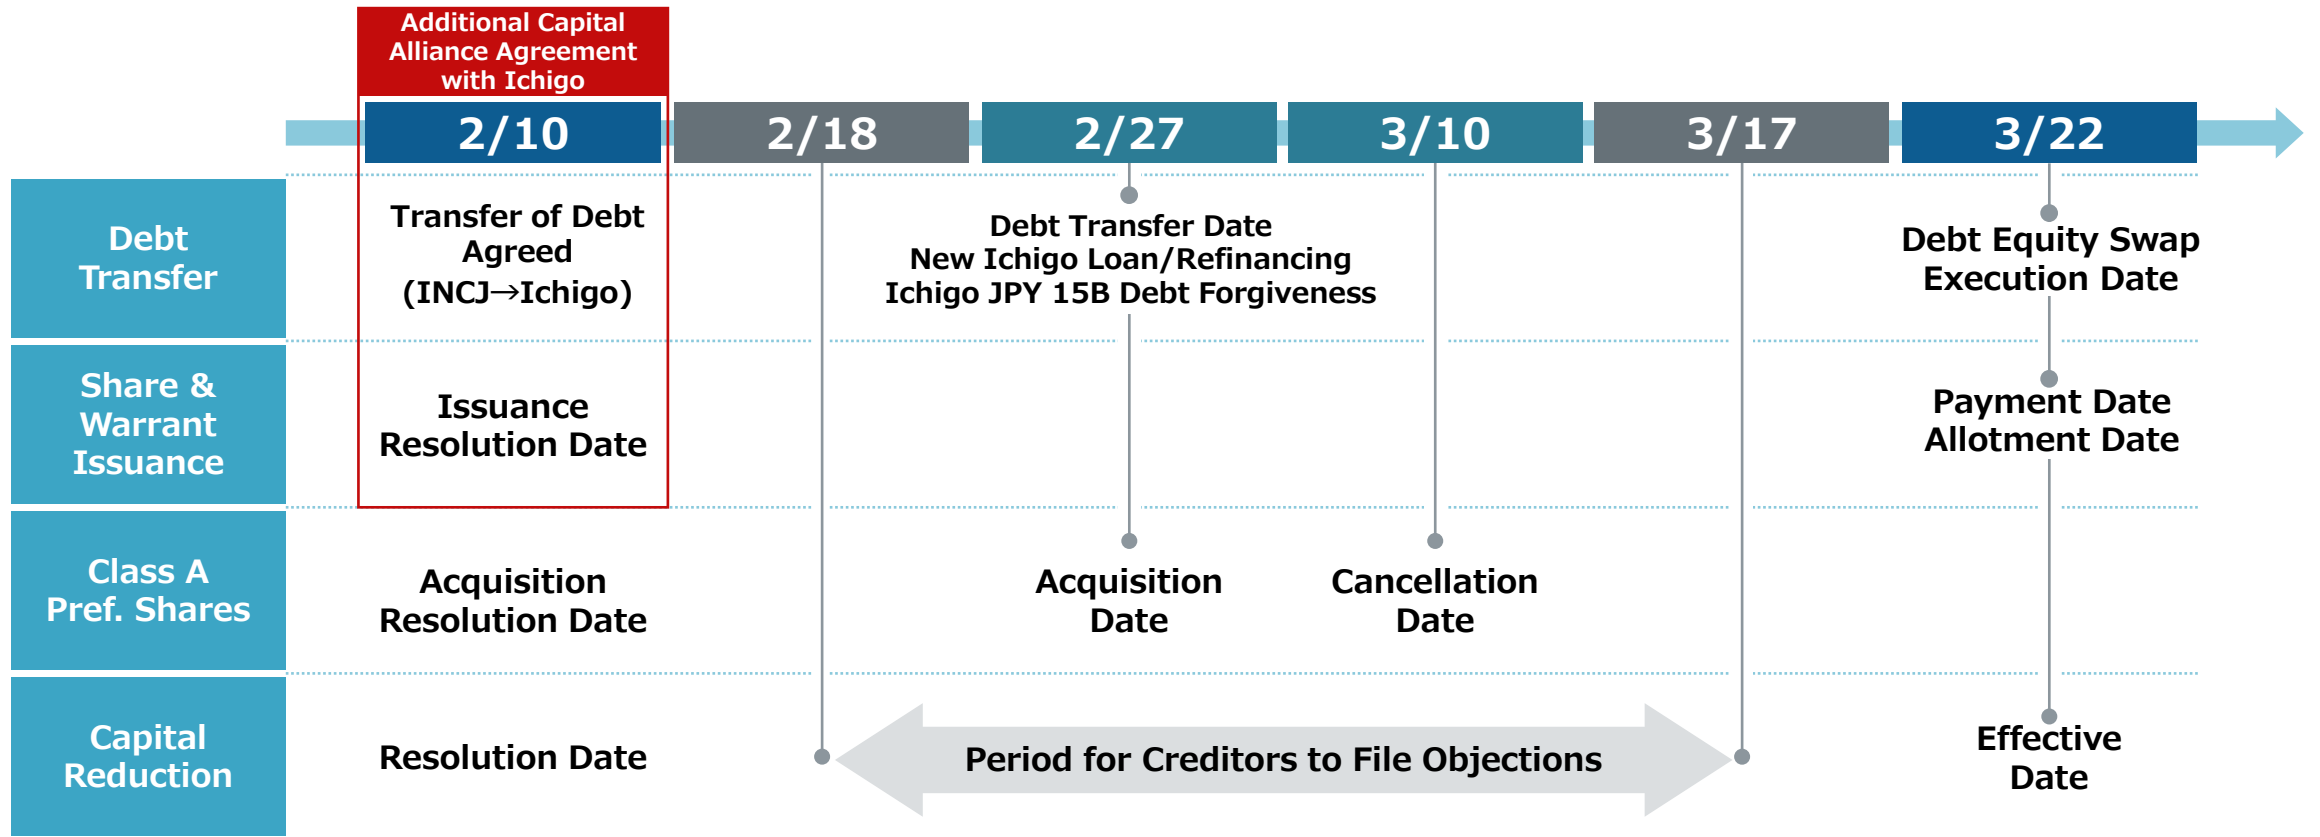 Additional Capital
Alliance Agreement
with Ichigo
2/10
2/18
2/27
3/10
3/17
3/22
Debt
Transfer
Transfer of Debt
Agreed
(INCJ→Ichigo)
Debt Transfer Date
New Ichigo Loan/Refinancing
Ichigo JPY 15B Debt Forgiveness
Debt Equity Swap
Execution Date
Share &
Warrant
Issuance
Issuance
Resolution Date
Payment Date
Allotment Date
Class A
Pref. Shares
Acquisition
Resolution Date
Acquisition
Date
Cancellation
Date
Capital
Reduction
Resolution Date
Period for Creditors to File Objections
Effective
Date